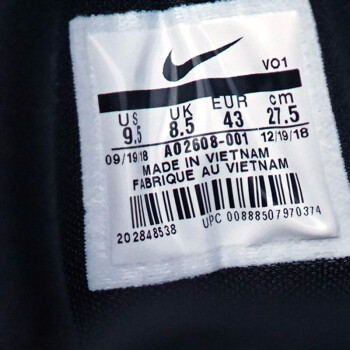 VO1
US UK EUR cm
9.5 8.5 43 27.5
09/19/18 AO2608-001 12/19/18
MADE IN VIETNAM
FABRIQUE AU VIETNAM
202848538 UPC 00888507970374